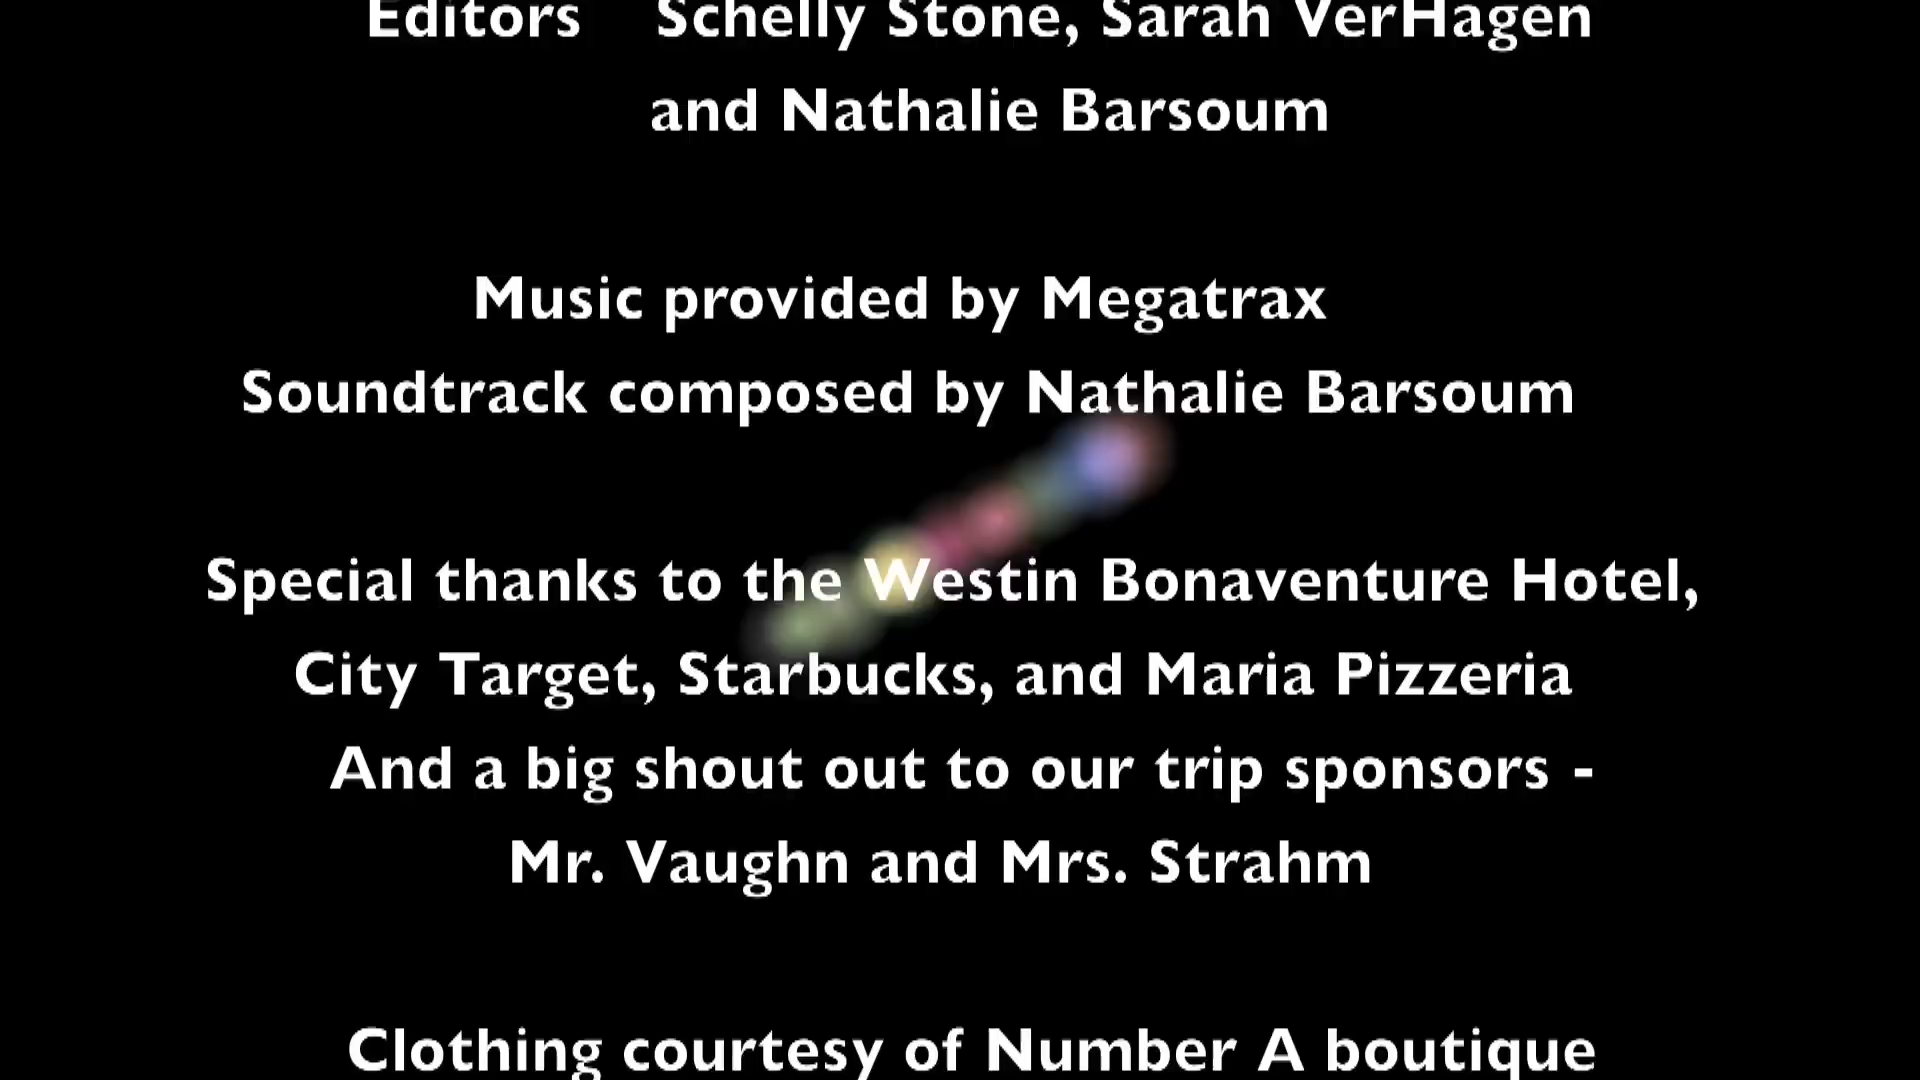 Editors Schelly Stone, Sarah VerHagen
and Nathalie Barsoum
Music provided by Megatrax
Soundtrack composed by Nathalie Barsoum
Special thanks to the Westin Bonaventure Hotel,
City Target, Starbucks, and Maria Pizzeria
And a big shout out to our trip sponsors -
Mr. Vaughn and Mrs. Strahm
Clothing courtesy of Number A boutique